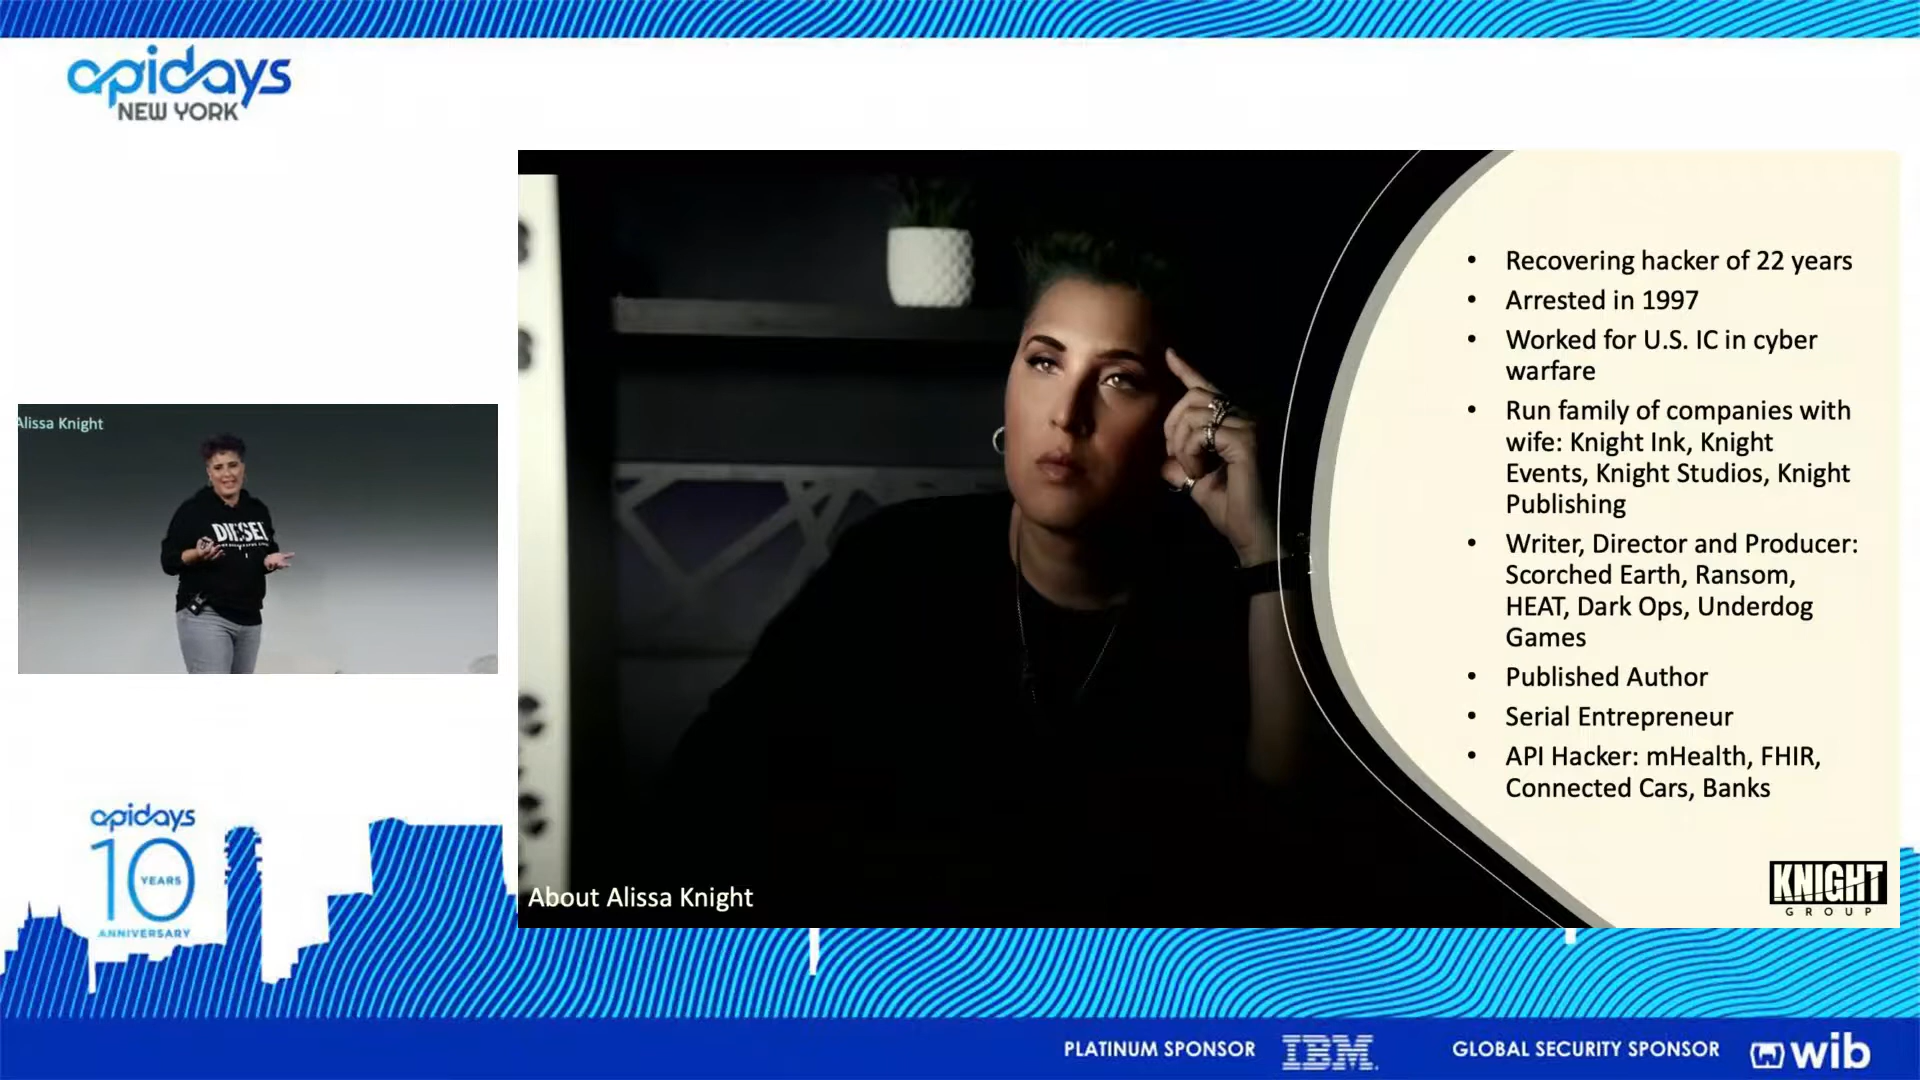 apidays
NEW YORK
Alissa Knight
DIESEL
• Recovering hacker of 22 years
• Arrested in 1997
• Worked for U.S. IC in cyber
warfare
• Run family of companies with
wife: Knight Ink, Knight
Events, Knight Studios, Knight
Publishing
• Writer, Director and Producer:
Scorched Earth, Ransom,
HEAT, Dark Ops, Underdog
Games
• Published Author
• Serial Entrepreneur
• API Hacker: mHealth, FHIR,
Connected Cars, Banks
About Alissa Knight
KNIGHT
GROUP
apidays
10
YEARS
ANNIVERSARY
PLATINUM SPONSOR
IBM
GLOBAL SECURITY SPONSOR
wib